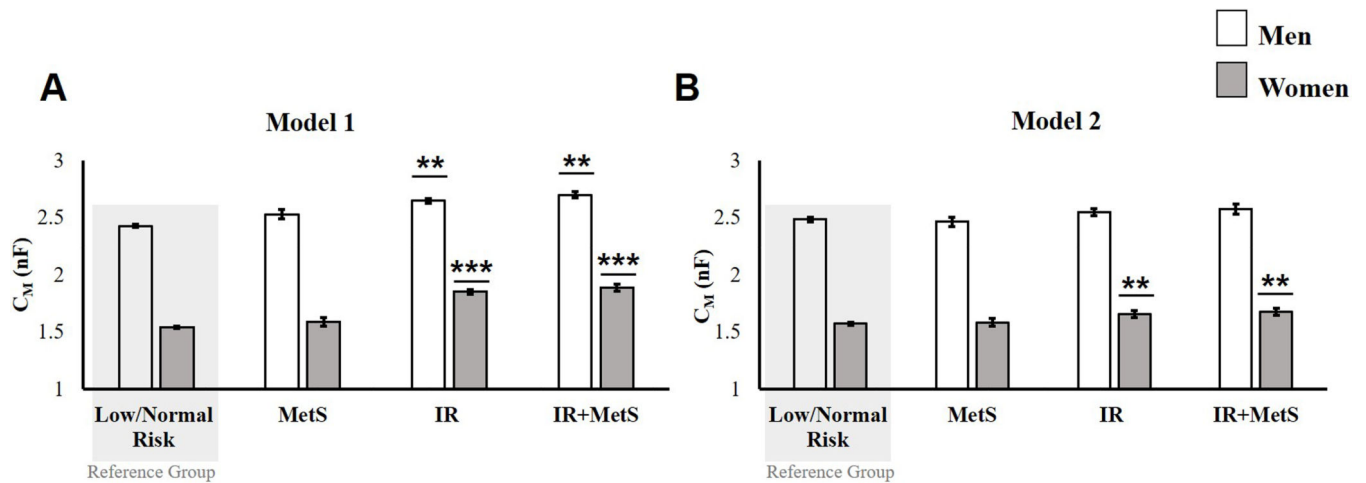 Men
Women
A
Model 1
3
2.5
2
1.5
1
C_M (nF)
**
**
***
***
Low/Normal
Risk
MetS
IR
IR+MetS
Reference Group
B
Model 2
3
2.5
2
1.5
1
C_M (nF)
**
**
Low/Normal
Risk
MetS
IR
IR+MetS
Reference Group